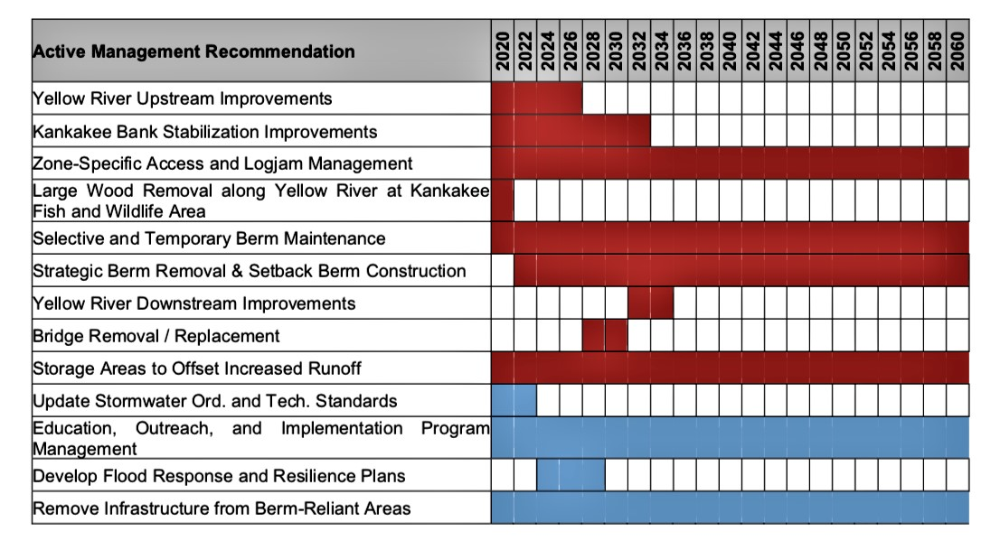 Active Management Recommendation 2020 2022 2024 2026 2028 2030 2032 2034 2036 2038 2040 2042 2044 2046 2048 2050 2052 2054 2056 2058 2060
Yellow River Upstream Improvements
Kankakee Bank Stabilization Improvements
Zone-Specific Access and Logjam Management
Large Wood Removal along Yellow River at Kankakee
Fish and Wildlife Area
Selective and Temporary Berm Maintenance
Strategic Berm Removal & Setback Berm Construction
Yellow River Downstream Improvements
Bridge Removal / Replacement
Storage Areas to Offset Increased Runoff
Update Stormwater Ord. and Tech. Standards
Education, Outreach, and Implementation Program
Management
Develop Flood Response and Resilience Plans
Remove Infrastructure from Berm-Reliant Areas